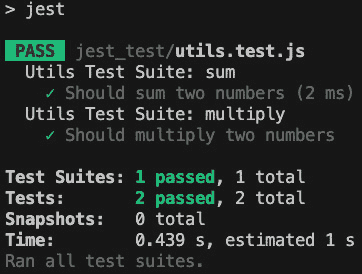 > jest
PASS jest_test/utils.test.js
Utils Test Suite: sum
✓ Should sum two numbers (2 ms)
Utils Test Suite: multiply
✓ Should multiply two numbers
Test Suites: 1 passed, 1 total
Tests: 2 passed, 2 total
Snapshots: 0 total
Time: 0.439 s, estimated 1 s
Ran all test suites.